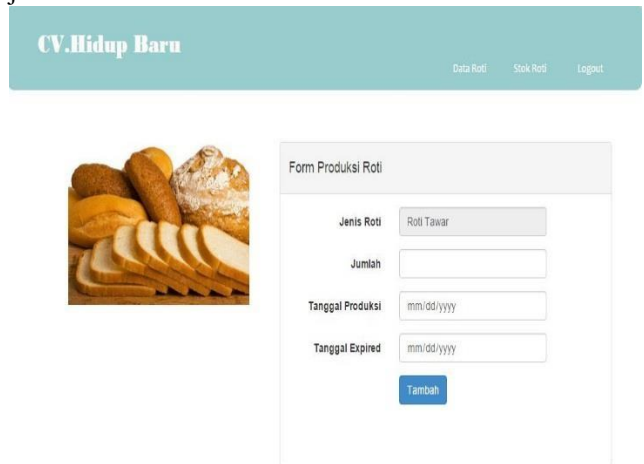 CV.Hidup Baru
Data Roti Stok Roti Logout
Form Produksi Roti
Jenis Roti Roti Tawar
Jumlah
Tanggal Produksi mm/dd/yyyy
Tanggal Expired mm/dd/yyyy
Tambah